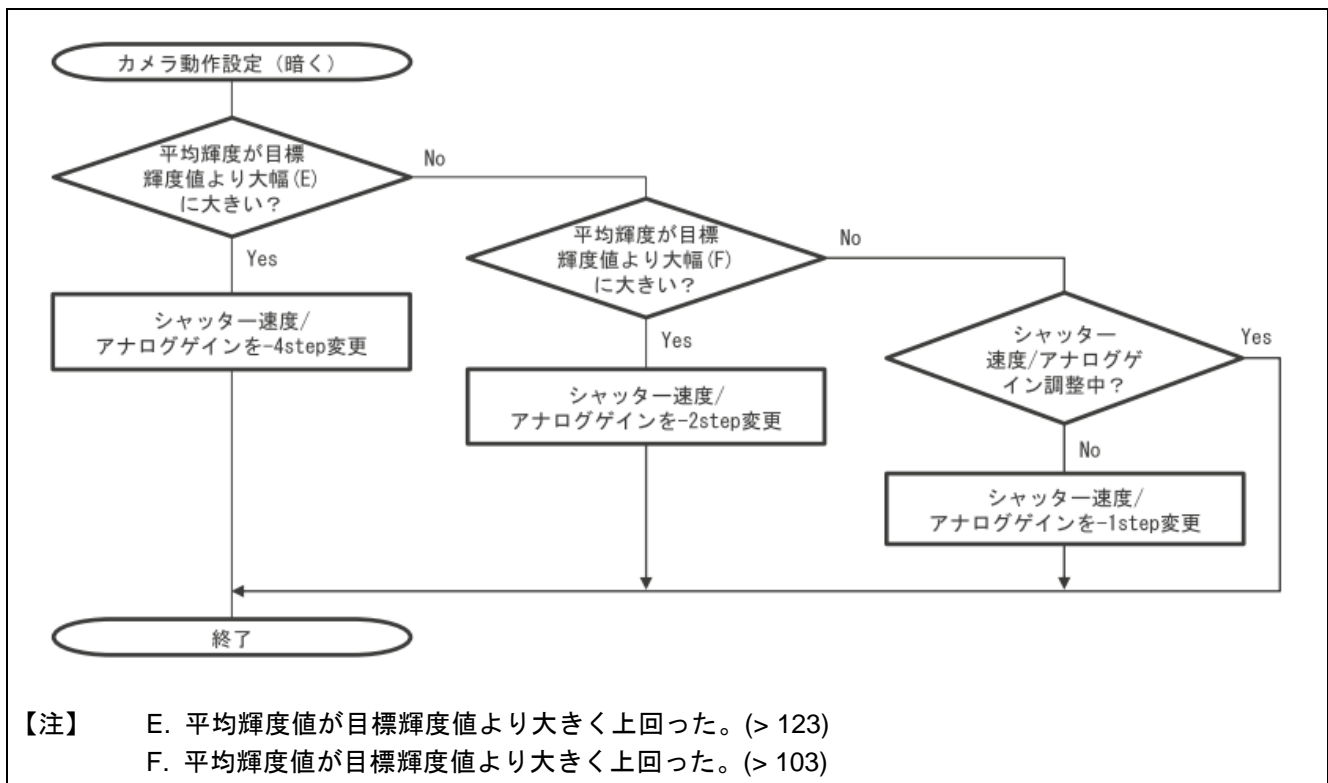 カメラ動作設定（暗く）
平均輝度が目標
輝度値より大幅(E)
に大きい？
No
Yes
シャッター速度/
アナログゲインを-4step変更
平均輝度が目標
輝度値より大幅(F)
に大きい？
No
Yes
シャッター速度/
アナログゲインを-2step変更
シャッター
速度/アナログゲ
イン調整中？
Yes
No
シャッター速度/
アナログゲインを-1step変更
終了
【注】 E. 平均輝度値が目標輝度値より大きく上回った。(> 123)
F. 平均輝度値が目標輝度値より大きく上回った。(> 103)